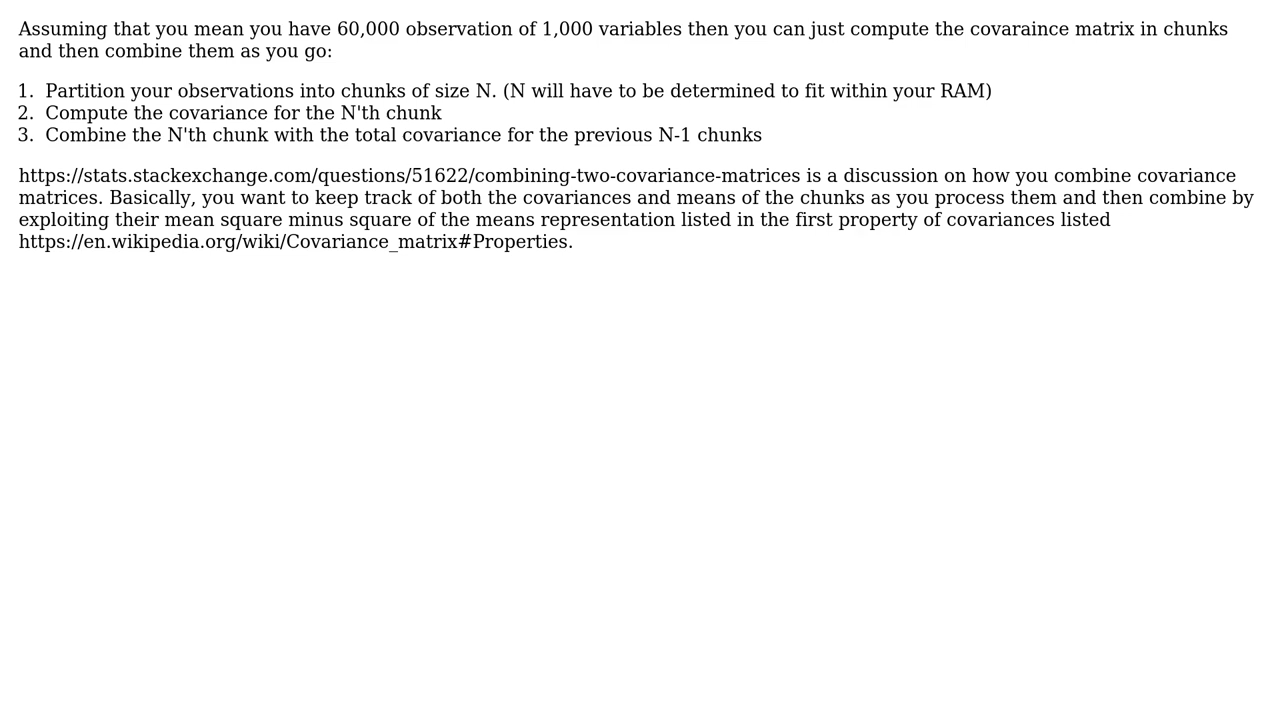 Assuming that you mean you have 60,000 observation of 1,000 variables then you can just compute the covaraince matrix in chunks
and then combine them as you go:
1. Partition your observations into chunks of size N. (N will have to be determined to fit within your RAM)
2. Compute the covariance for the N'th chunk
3. Combine the N'th chunk with the total covariance for the previous N-1 chunks
https://stats.stackexchange.com/questions/51622/combining-two-covariance-matrices is a discussion on how you combine covariance
matrices. Basically, you want to keep track of both the covariances and means of the chunks as you process them and then combine by
exploiting their mean square minus square of the means representation listed in the first property of covariances listed
https://en.wikipedia.org/wiki/Covariance_matrix#Properties.